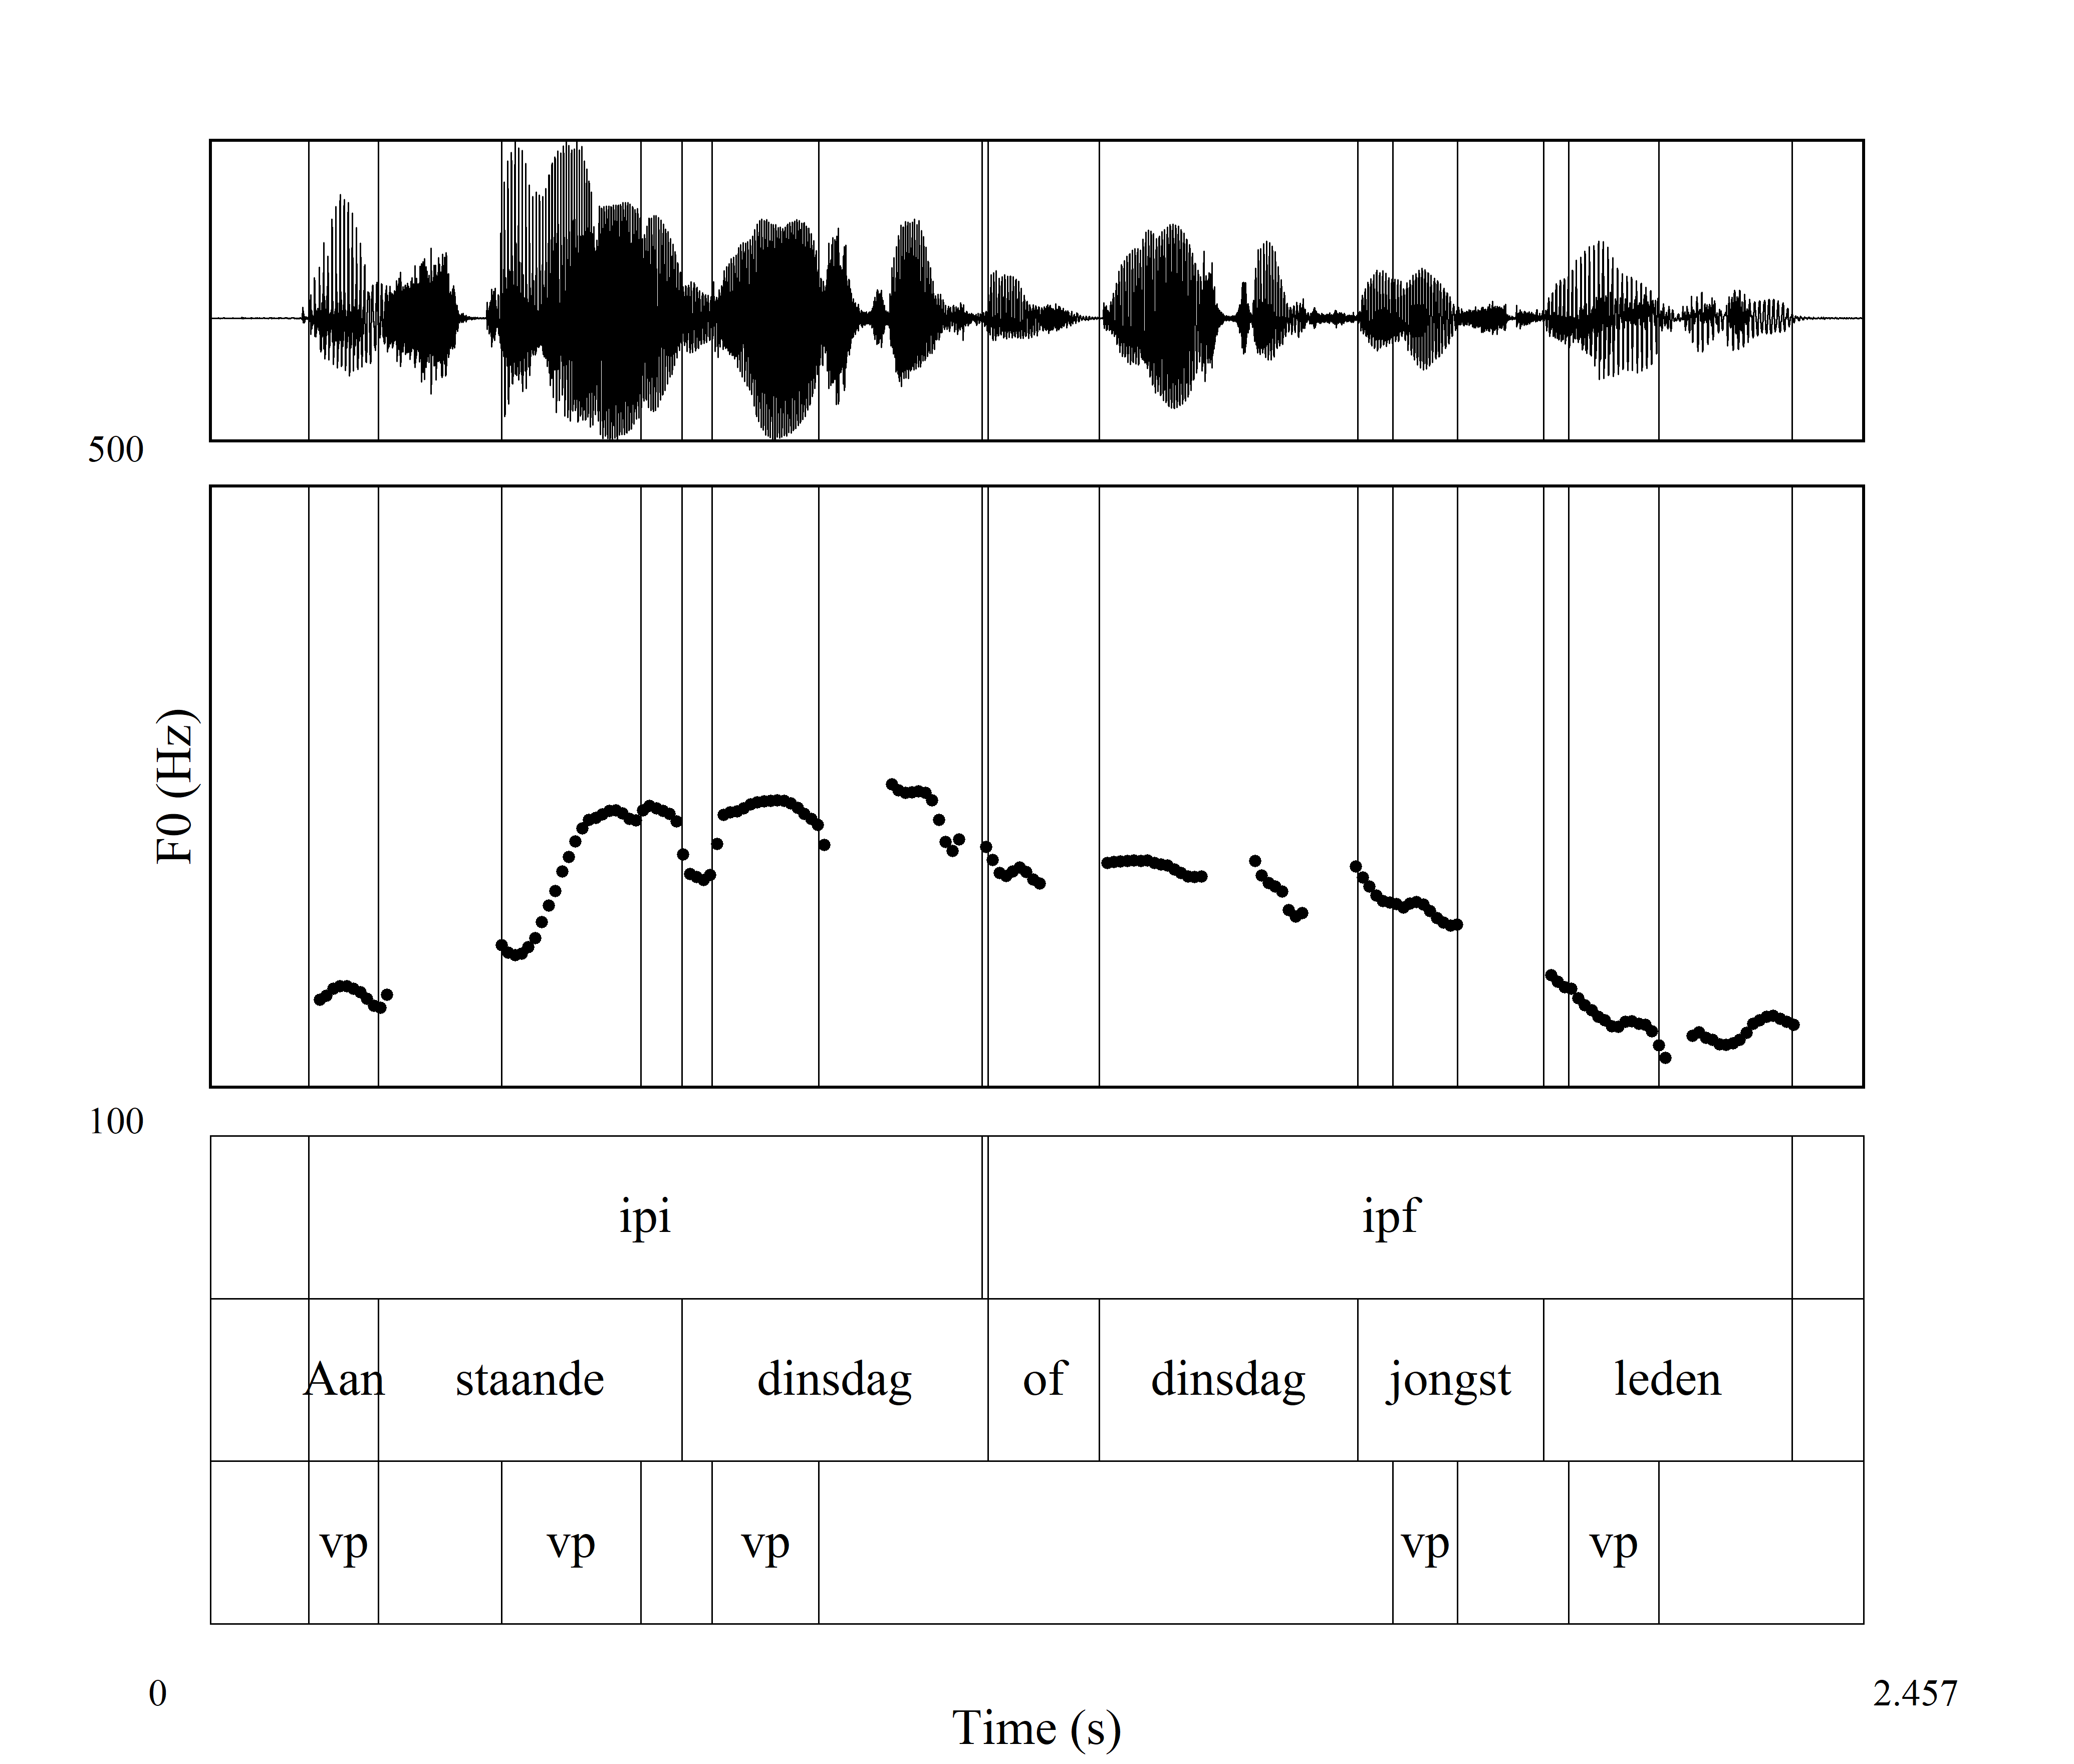 500
F0 (Hz)
100
ipi ipf
Aan staande dinsdag of dinsdag jongst leden
vp vp vp vp vp
0 2.457
Time (s)